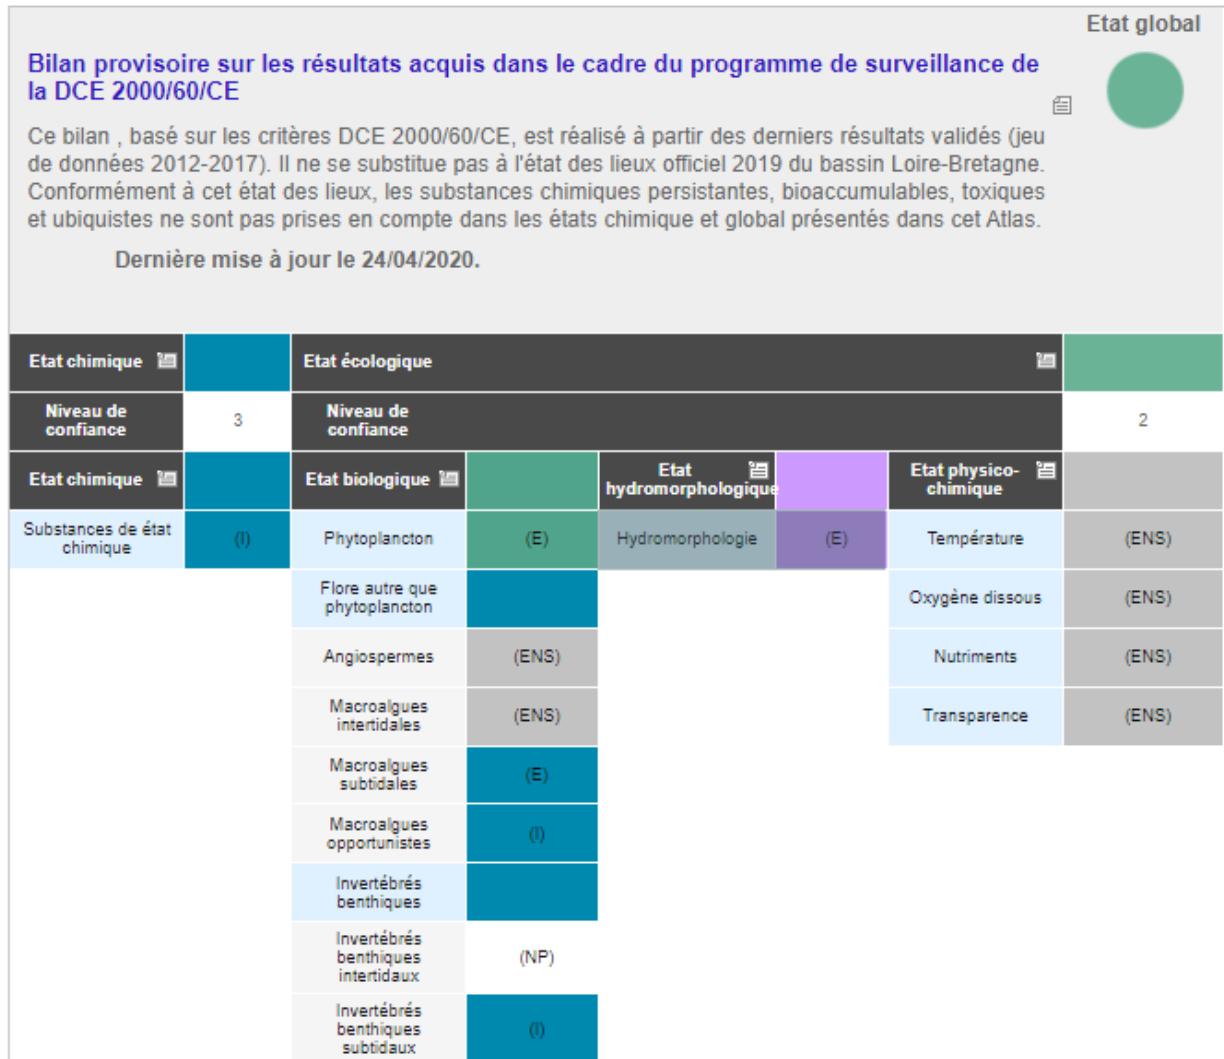 Etat global
Bilan provisoire sur les résultats acquis dans le cadre du programme de surveillance de
la DCE 2000/60/CE
Ce bilan , basé sur les critères DCE 2000/60/CE, est réalisé à partir des derniers résultats validés (jeu
de données 2012-2017). Il ne se substitue pas à l'état des lieux officiel 2019 du bassin Loire-Bretagne.
Conformément à cet état des lieux, les substances chimiques persistantes, bioaccumulables, toxiques
et ubiquistes ne sont pas prises en compte dans les états chimique et global présentés dans cet Atlas.
Dernière mise à jour le 24/04/2020.
Etat chimique
Etat écologique
Niveau de
confiance
3
Niveau de
confiance
2
Etat chimique
Etat biologique
Etat
hydromorphologique
Etat physico-
chimique
Substances de état
chimique
(I)
Phytoplancton
(E)
Hydromorphologie
(E)
Température
(ENS)
Flore autre que
phytoplancton
Oxygène dissous
(ENS)
Angiospermes
(ENS)
Nutriments
(ENS)
Macroalgues
intertidales
(ENS)
Transparence
(ENS)
Macroalgues
subtidales
(E)
Macroalgues
opportunistes
(I)
Invertébrés
benthiques
Invertébrés
benthiques
intertidaux
(NP)
Invertébrés
benthiques
subtidaux
(I)